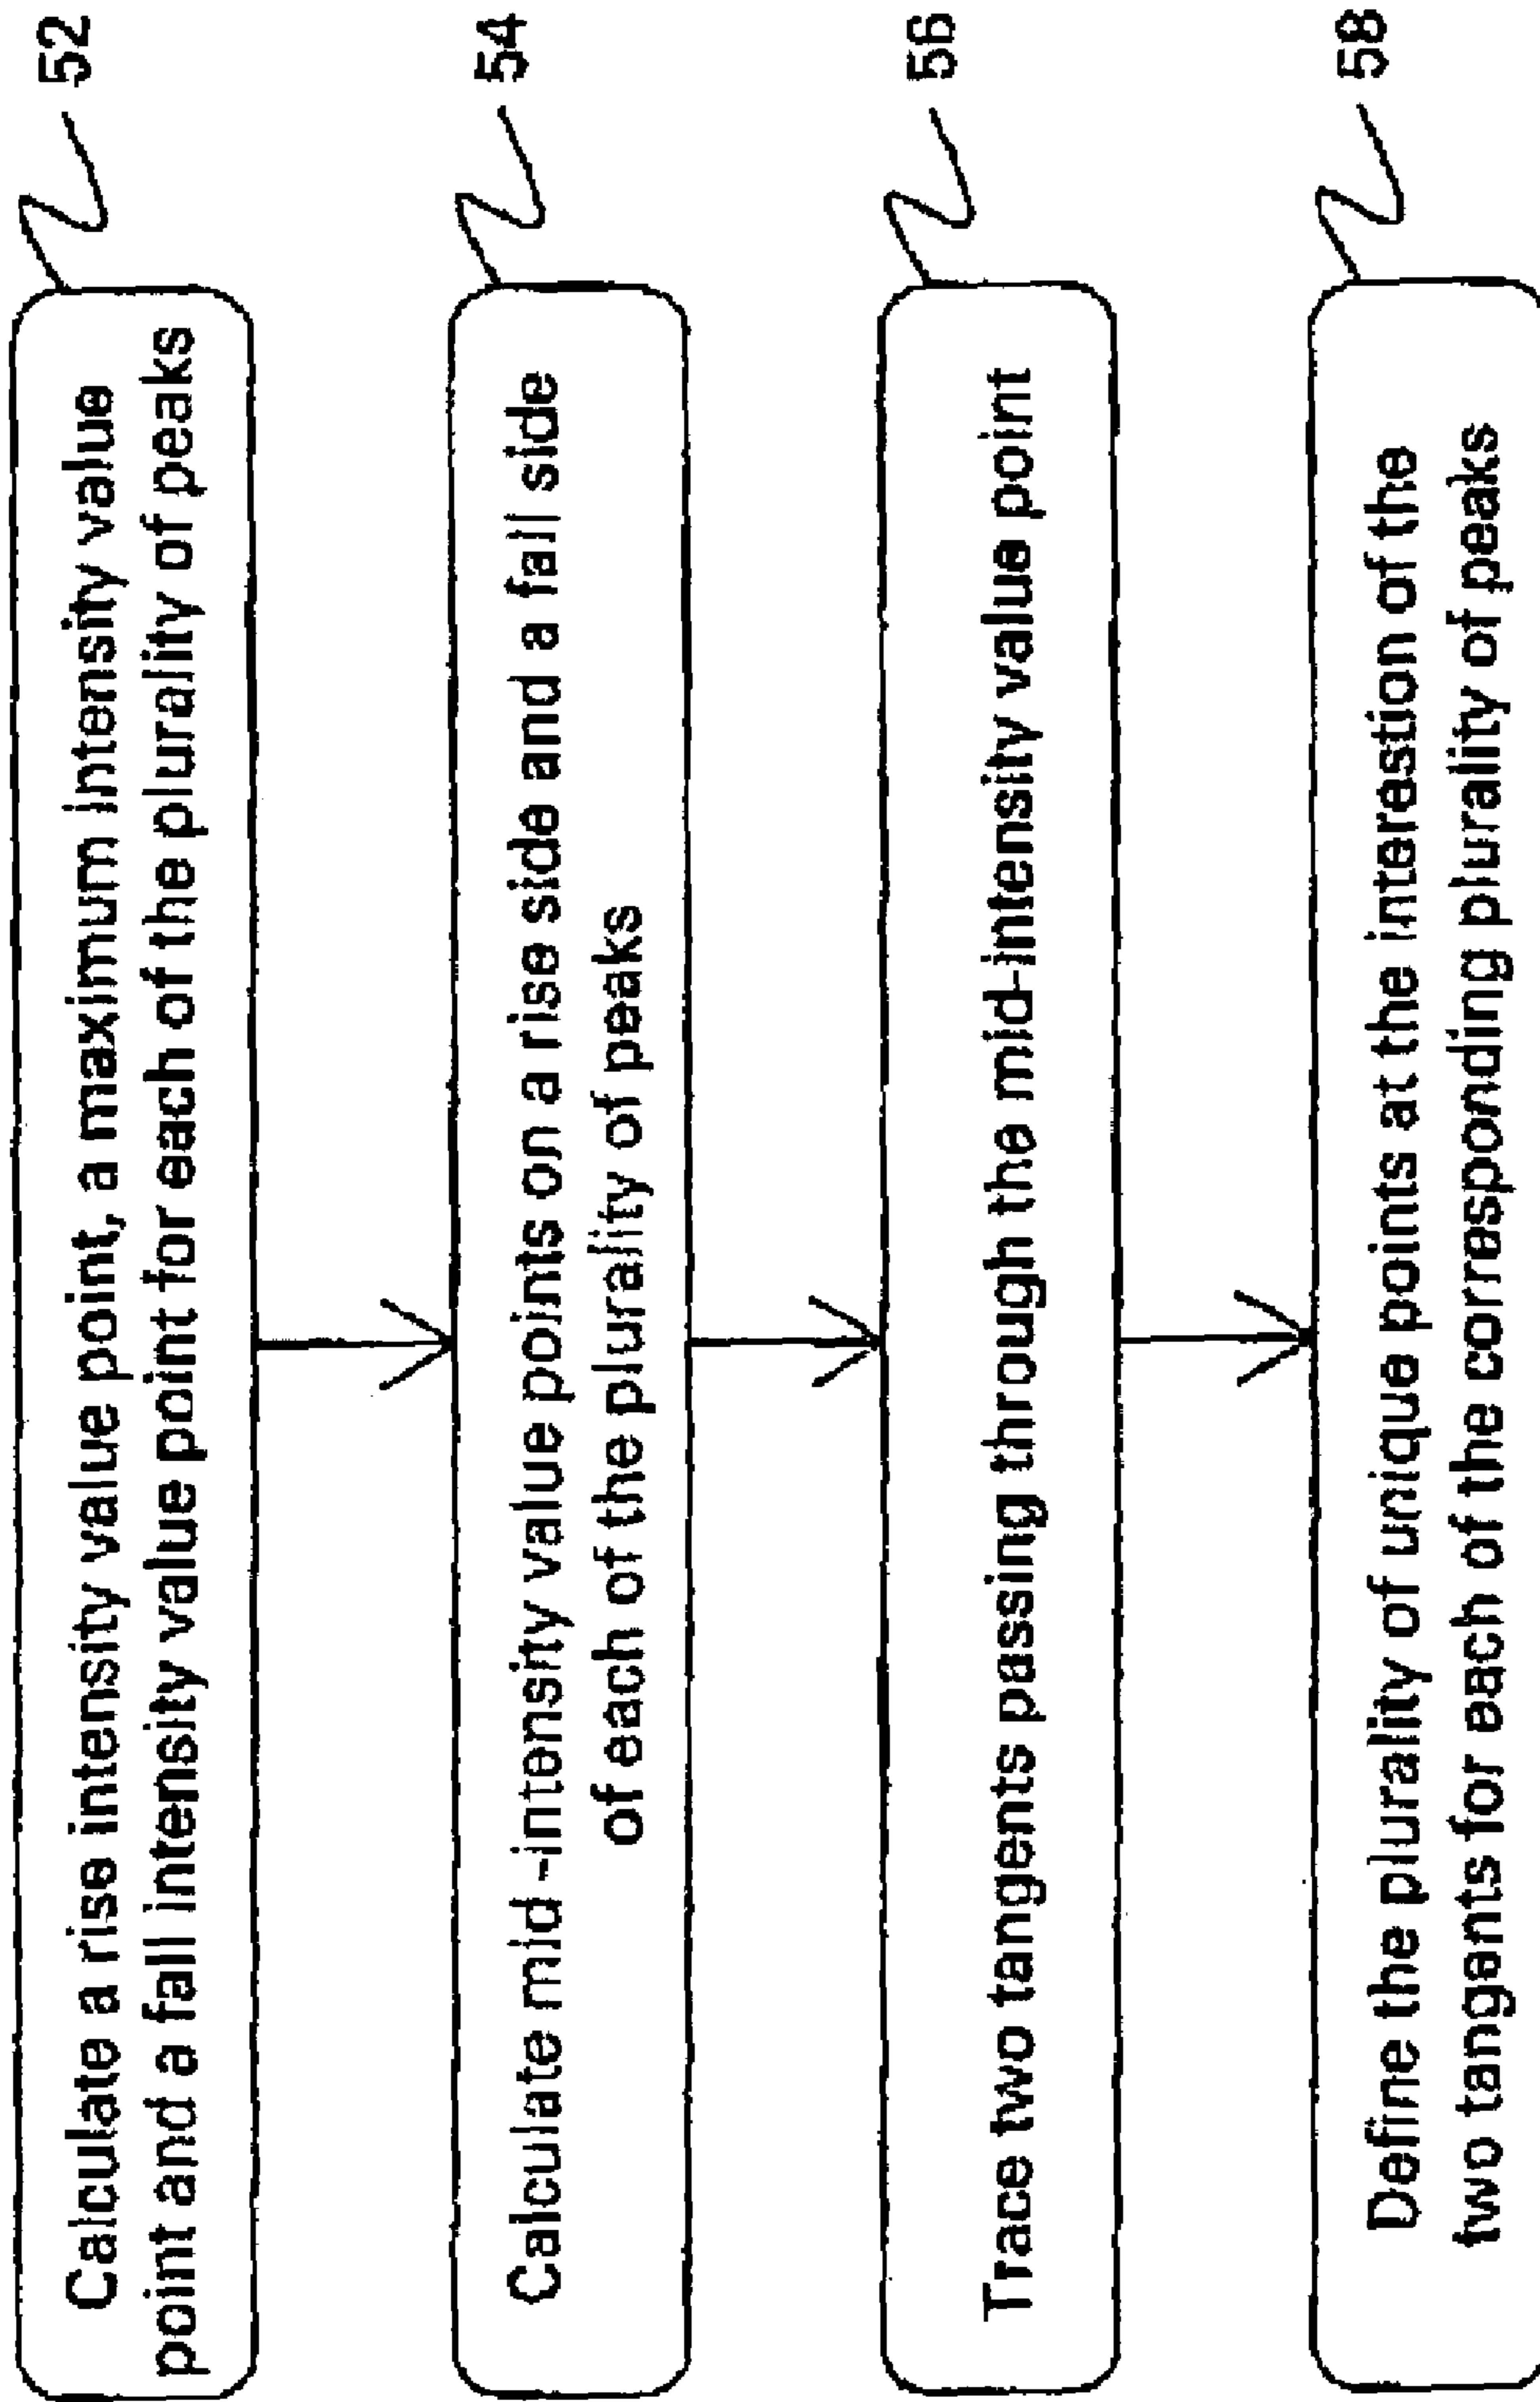 Calculate a rise intensity value point, a maximum intensity value
point and a fall intensity value point for each of the plurality of peaks
52
Calculate mid-intensity value points on a rise side and a fall side
of each of the plurality of peaks
54
Trace two tangents passing through the mid-intensity value point
56
Define the plurality of unique points at the interestion of the
two tangents for each of the corresponding plurality of peaks
58